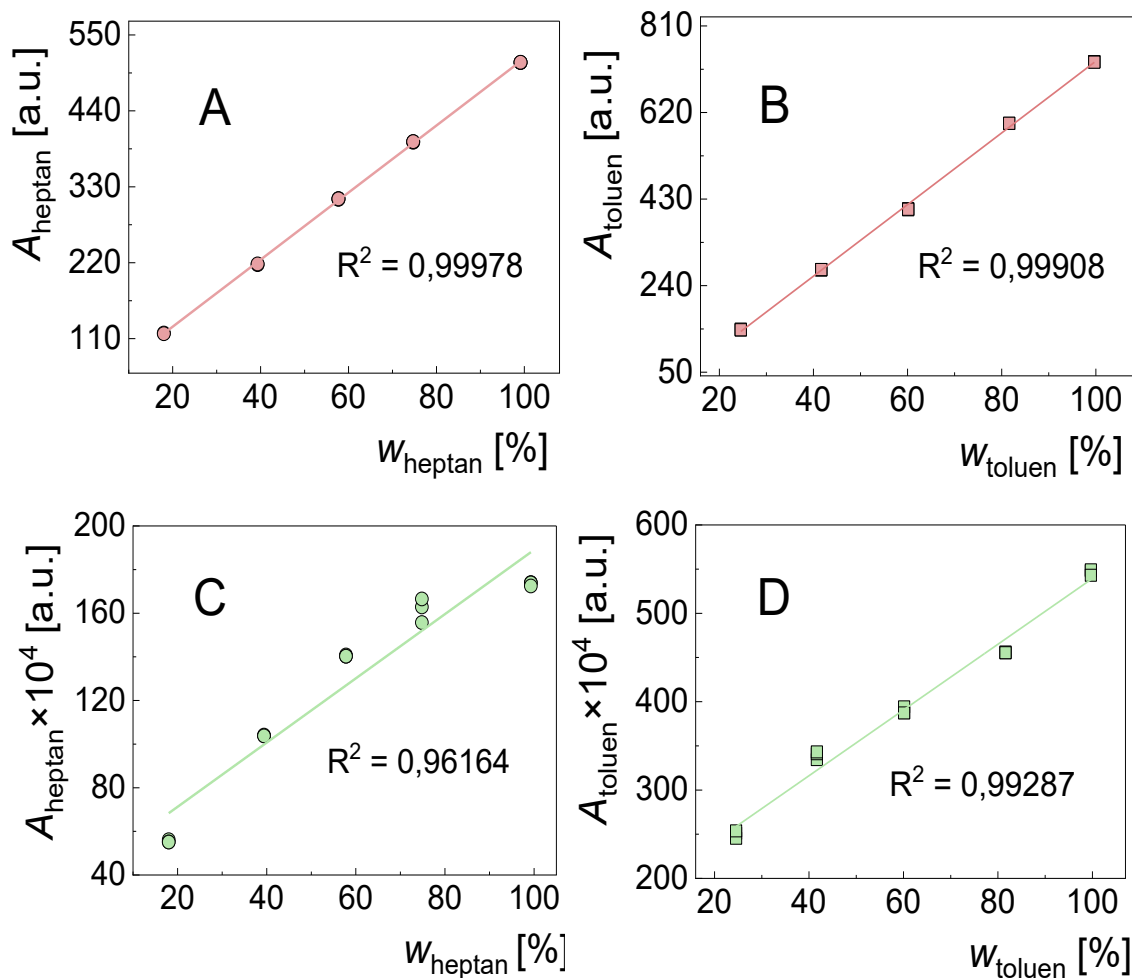 A
A_heptan [a.u.]
550
440
330
220
110
R² = 0,99978
20 40 60 80 100
w_heptan [%]
B
A_toluen [a.u.]
810
620
430
240
50
R² = 0,99908
20 40 60 80 100
w_toluen [%]
C
A_heptan×10⁴ [a.u.]
200
160
120
80
40
R² = 0,96164
20 40 60 80 100
w_heptan [%]
D
A_toluen×10⁴ [a.u.]
600
500
400
300
200
R² = 0,99287
20 40 60 80 100
w_toluen [%]